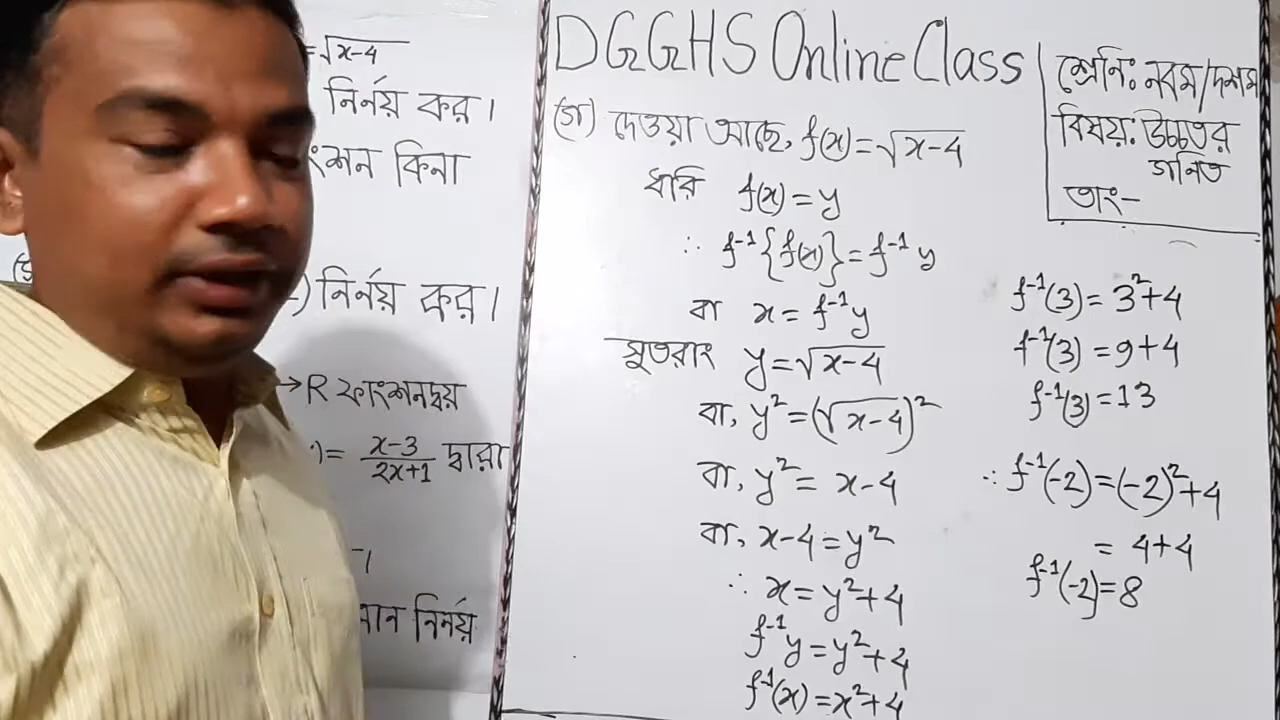 =√x-4
নির্নয় কর।
ংশন কিনা
নির্নয় কর।
→R ফাংশনদ্বয়
)= x-3/2x+1 দ্বারা
মান নির্নয়
DGGHS Online Class
শ্রেনিঃ নবম/দশম
বিষয়: উচ্চতর
গনিত
তাং-
(গ) দেওয়া আছে, f(x)=√x-4
ধরি f(x)=y
∴ f⁻¹{f(x)}=f⁻¹y
বা x=f⁻¹y
সুতরাং y=√x-4
বা, y²=(√x-4)²
বা, y²= x-4
বা, x-4=y²
∴ x=y²+4
f⁻¹y=y²+4
f⁻¹(x)=x²+4
f⁻¹(3)=3²+4
f⁻¹(3)=9+4
f⁻¹(3)=13
∴ f⁻¹(-2)=(-2)²+4
= 4+4
f⁻¹(-2)=8